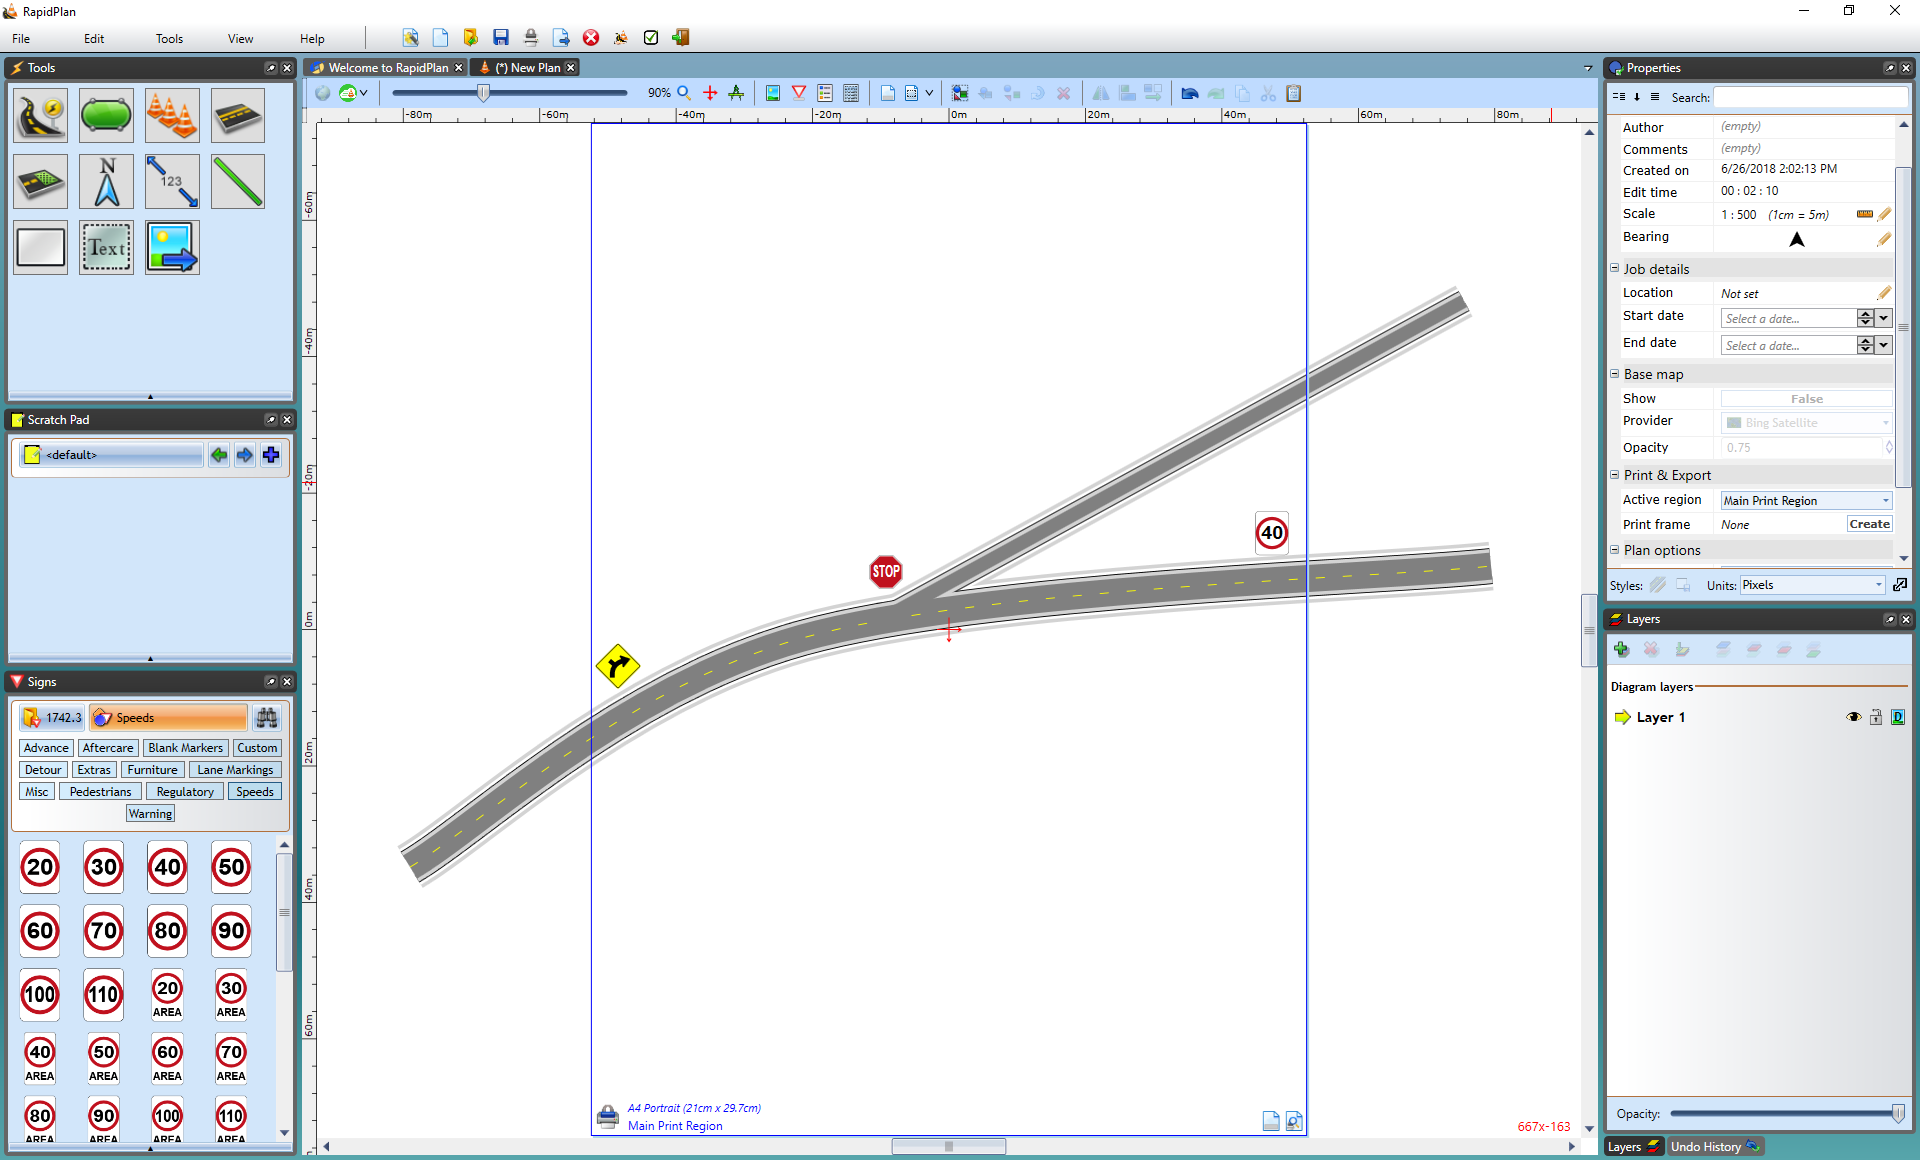 RapidPlan
File Edit Tools View Help
Tools
Welcome to RapidPlan
(*) New Plan
90%
N
123
Text
-80m -60m -40m -20m 0m 20m 40m 60m 80m
-60m
-40m
-20m
0m
20m
40m
60m
STOP
40
A4 Portrait (21cm x 29.7cm)
Main Print Region
667x-163
Scratch Pad
<default>
Signs
1742.3 Speeds
Advance Aftercare Blank Markers Custom
Detour Extras Furniture Lane Markings
Misc Pedestrians Regulatory Speeds
Warning
20 30 40 50
60 70 80 90
100 110 20 30
AREA AREA
40 50 60 70
AREA AREA AREA AREA
80 90 100 110
AREA AREA AREA AREA
Properties
Search:
Author (empty)
Comments (empty)
Created on 6/26/2018 2:02:13 PM
Edit time 00 : 02 : 10
Scale 1 : 500 (1cm = 5m)
Bearing
Job details
Location Not set
Start date Select a date...
End date Select a date...
Base map
Show False
Provider Bing Satellite
Opacity 0.75
Print & Export
Active region Main Print Region
Print frame None Create
Plan options
Styles: Units: Pixels
Layers
Diagram layers
Layer 1
D
Opacity:
Layers Undo History